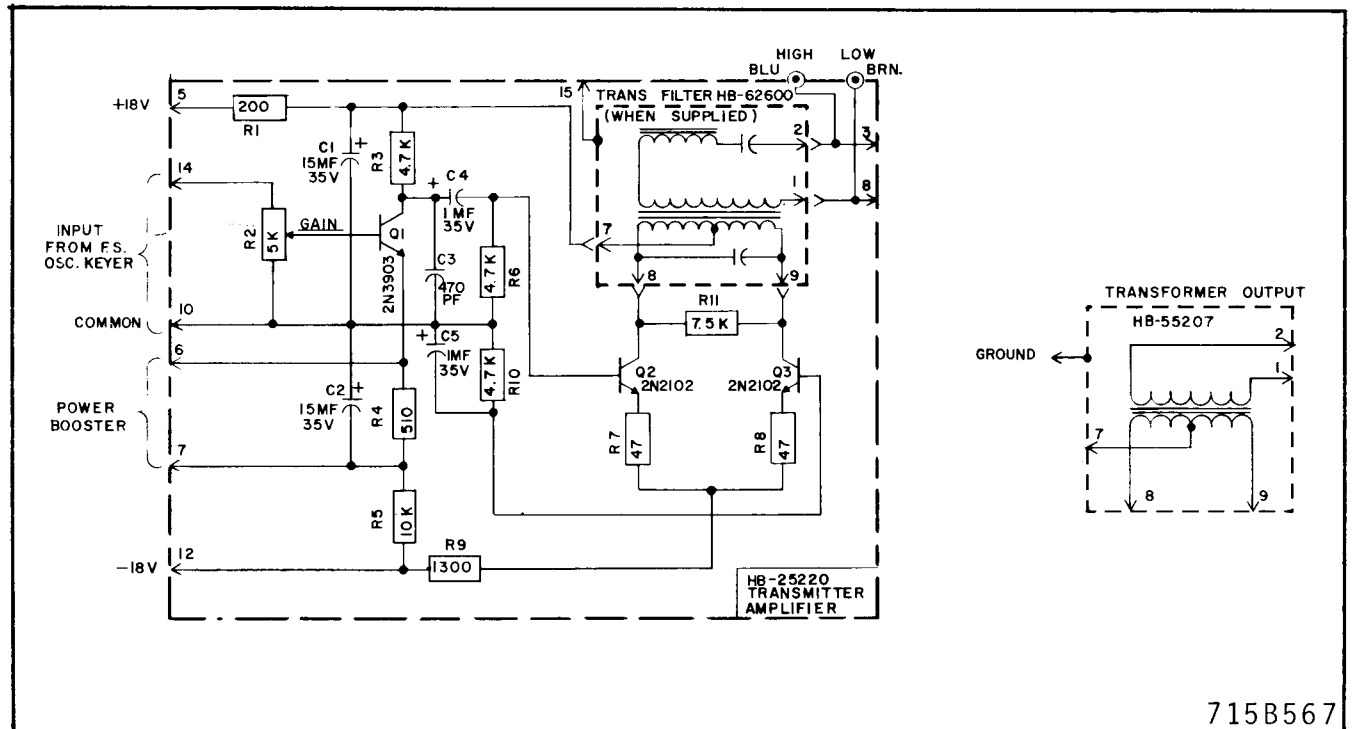 HIGH
BLU
LOW
BRN.
15
TRANS FILTER HB-62600
(WHEN SUPPLIED)
+18V
5
200
R1
C1
15MF
35V
+
R3
4.7K
14
INPUT
FROM F.S.
OSC. KEYER
R2
5K
GAIN
Q1
2N3903
+
C4
1MF
35V
C3
470
PF
4.7K
R6
2
1
3
8
7
8
9
R11
7.5K
10
COMMON
6
POWER
BOOSTER
7
C2
15MF
35V
+
R4
510
+
C5
1MF
35V
4.7K
R10
Q2
2N2102
Q3
2N2102
R7
47
R8
47
R5
10K
-18V
12
R9
1300
HB-25220
TRANSMITTER
AMPLIFIER
TRANSFORMER OUTPUT
HB-55207
GROUND
2
1
7
8
9
715B567